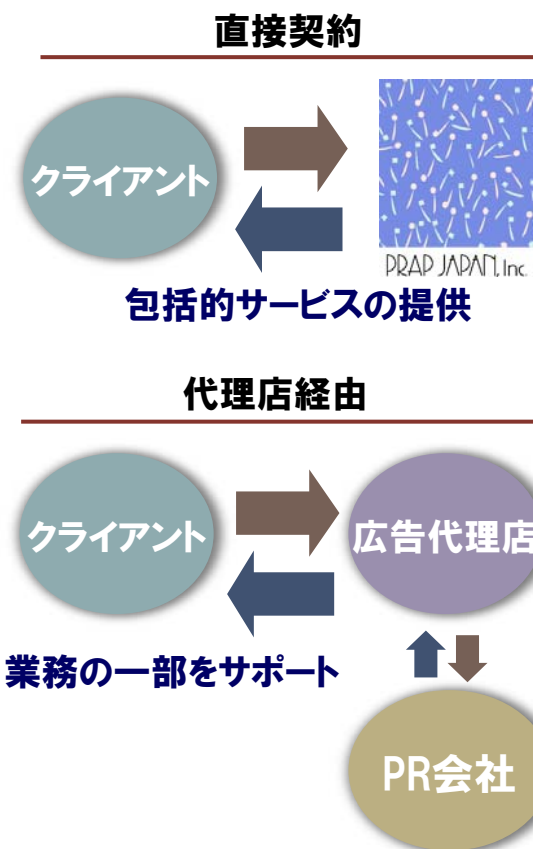 直接契約
クライアント
PRAP JAPAN, Inc.
包括的サービスの提供
代理店経由
クライアント
広告代理店
業務の一部をサポート
PR会社